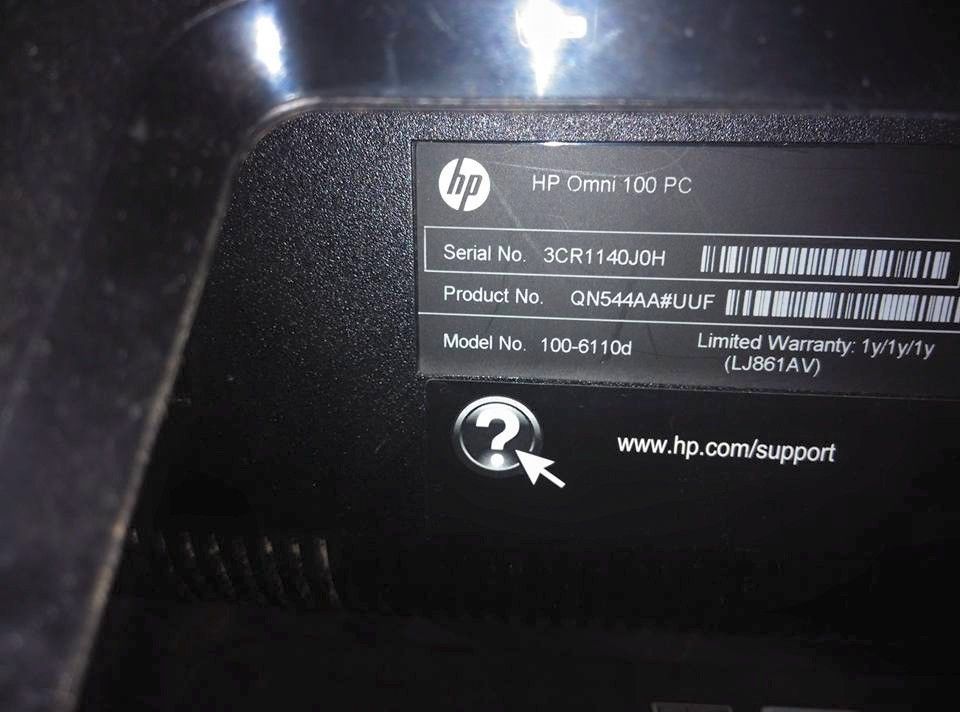 hp HP Omni 100 PC
Serial No. 3CR1140J0H
Product No. QN544AA#UUF
Model No. 100-6110d Limited Warranty: 1y/1y/1y
(LJ861AV)
? www.hp.com/support